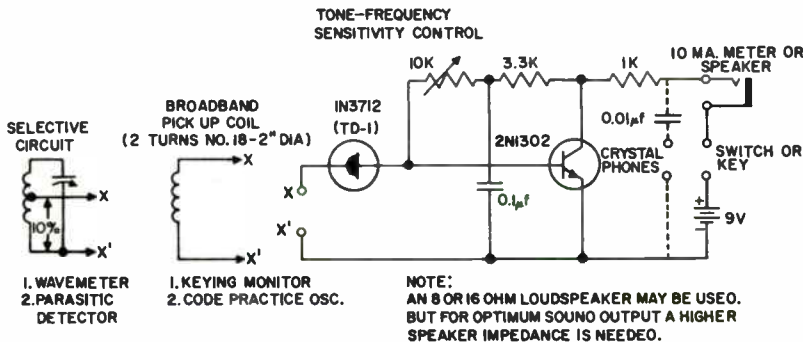 TONE-FREQUENCY
SENSITIVITY CONTROL
10K
3.3K
1K
10 MA. METER OR
SPEAKER
1N3712
(TD-1)
BROADBAND
PICK UP COIL
(2 TURNS NO. 18-2" DIA)
SELECTIVE
CIRCUIT
2N1302
0.01µf
CRYSTAL
PHONES
SWITCH OR
KEY
X
X
X
10%
0.1µf
X'
X'
X'
+
9V
−
1. WAVEMETER
2. PARASITIC
DETECTOR
1. KEYING MONITOR
2. CODE PRACTICE OSC.
NOTE:
AN 8 OR 16 OHM LOUDSPEAKER MAY BE USED.
BUT FOR OPTIMUM SOUND OUTPUT A HIGHER
SPEAKER IMPEDANCE IS NEEDED.